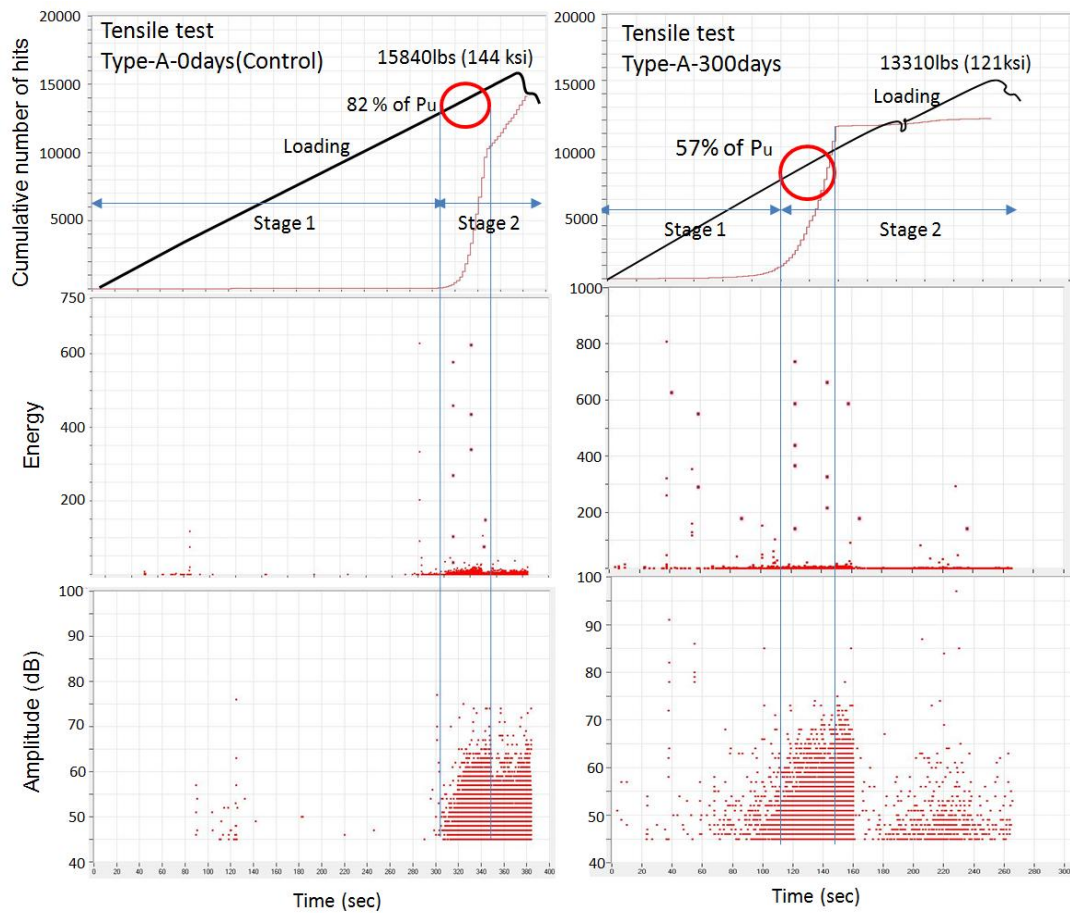 Tensile test
Type-A-0days(Control)
15840lbs (144 ksi)
82 % of Pu
Loading
Stage 1
Stage 2
Cumulative number of hits
20000
15000
10000
5000
Tensile test
Type-A-300days
13310lbs (121ksi)
Loading
57% of Pu
Stage 1
Stage 2
20000
15000
10000
5000
0
Energy
750
600
400
200
1000
800
600
400
200
Amplitude (dB)
100
90
80
70
60
50
40
0 20 40 60 80 100 120 140 160 180 200 220 240 260 280 300 320 340 360 380 400
Time (sec)
100
90
80
70
60
50
40
0 20 40 60 80 100 120 140 160 180 200 220 240 260 280 300
Time (sec)